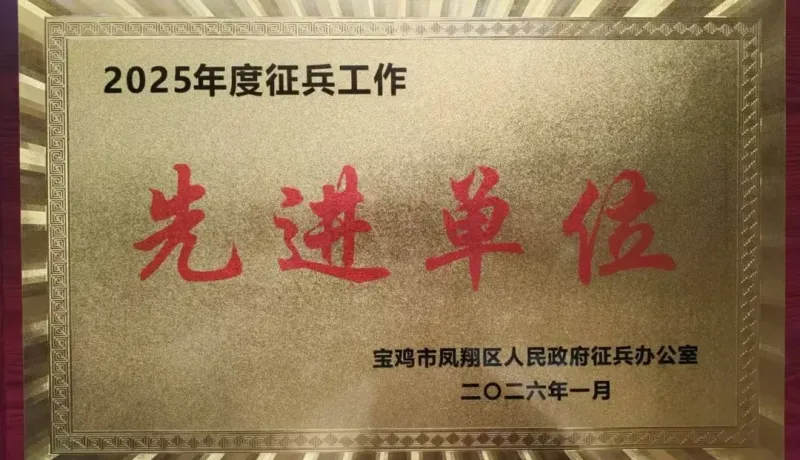 2025年度征兵工作
先进单位
宝鸡市凤翔区人民政府征兵办公室
二〇二六年一月